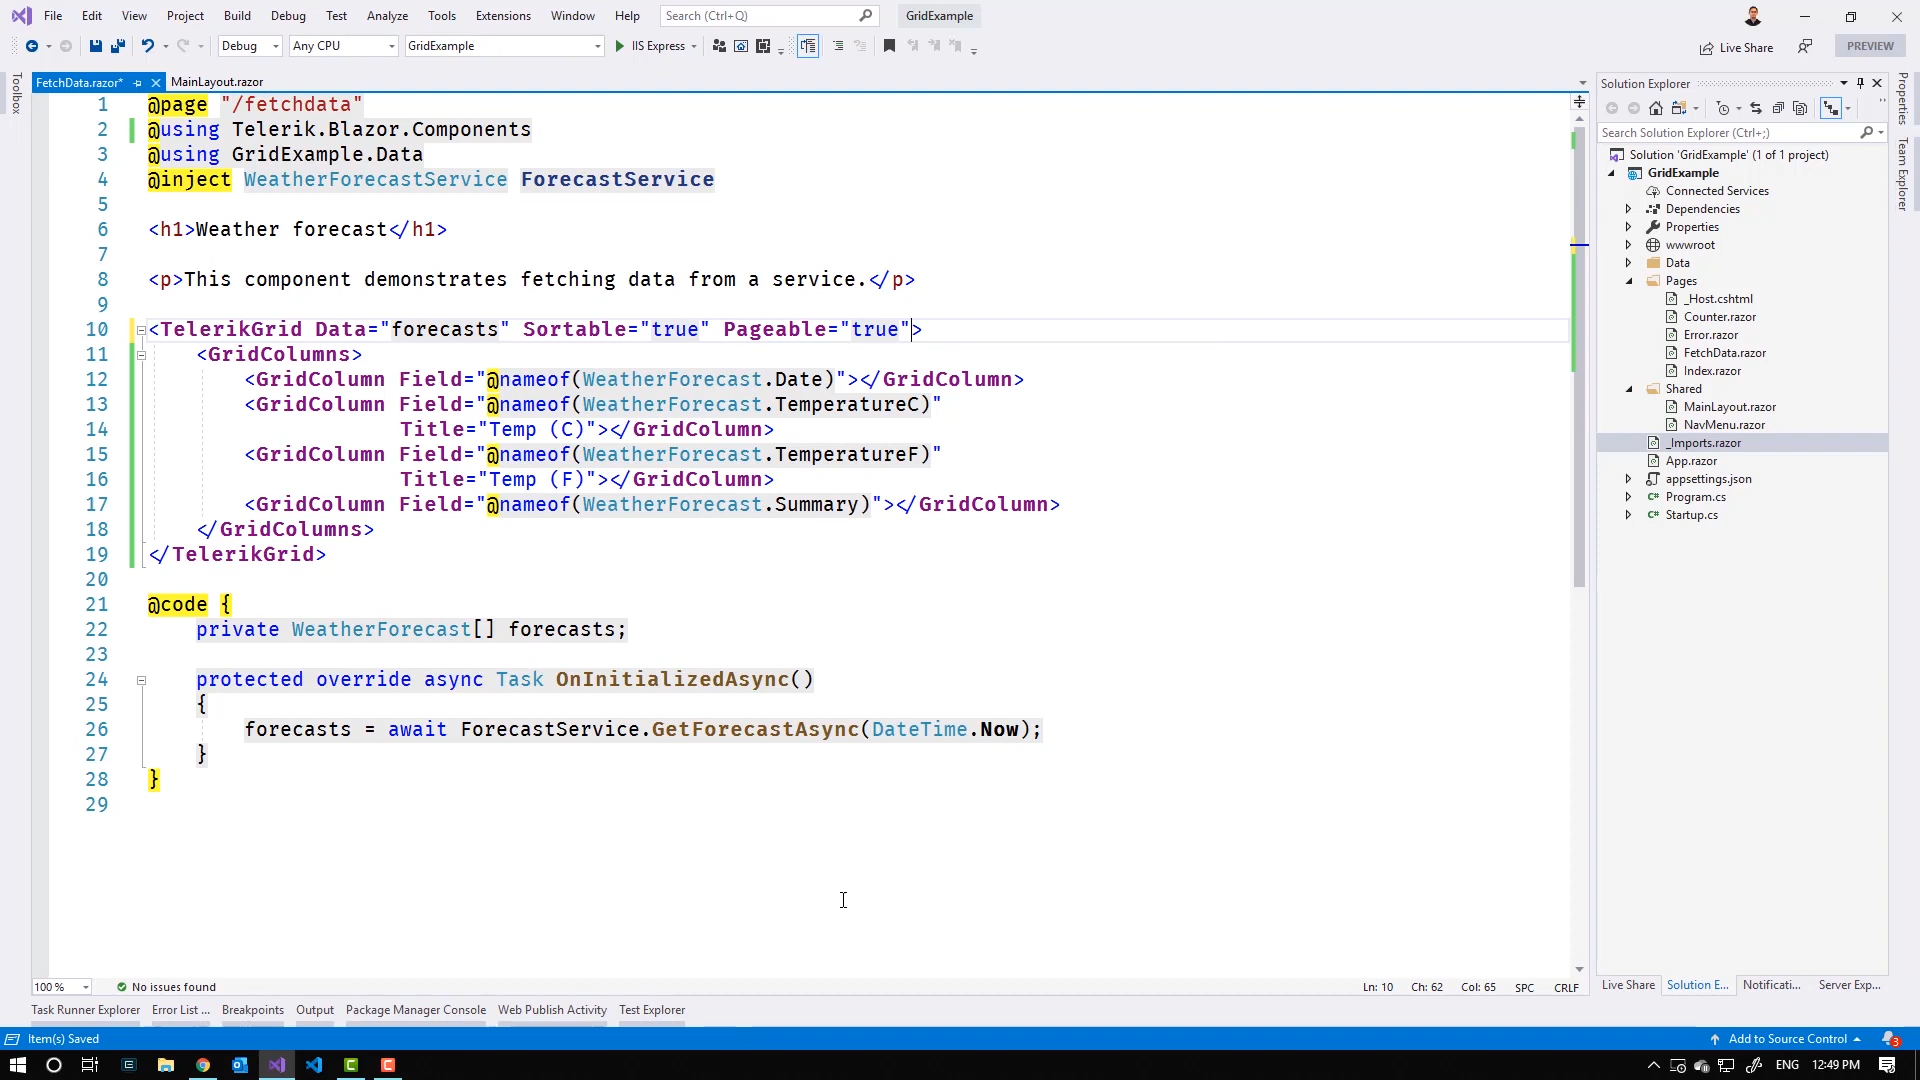 File Edit View Project Build Debug Test Analyze Tools Extensions Window Help Search (Ctrl+Q) GridExample
Debug Any CPU GridExample IIS Express Live Share PREVIEW
Toolbox
FetchData.razor* MainLayout.razor
1 @page "/fetchdata"
2 @using Telerik.Blazor.Components
3 @using GridExample.Data
4 @inject WeatherForecastService ForecastService
5
6 <h1>Weather forecast</h1>
7
8 <p>This component demonstrates fetching data from a service.</p>
9
10 <TelerikGrid Data="forecasts" Sortable="true" Pageable="true">
11 <GridColumns>
12 <GridColumn Field="@nameof(WeatherForecast.Date)"></GridColumn>
13 <GridColumn Field="@nameof(WeatherForecast.TemperatureC)"
14 Title="Temp (C)"></GridColumn>
15 <GridColumn Field="@nameof(WeatherForecast.TemperatureF)"
16 Title="Temp (F)"></GridColumn>
17 <GridColumn Field="@nameof(WeatherForecast.Summary)"></GridColumn>
18 </GridColumns>
19 </TelerikGrid>
20
21 @code {
22 private WeatherForecast[] forecasts;
23
24 protected override async Task OnInitializedAsync()
25 {
26 forecasts = await ForecastService.GetForecastAsync(DateTime.Now);
27 }
28 }
29
100 % No issues found Ln: 10 Ch: 62 Col: 65 SPC CRLF
Solution Explorer
Search Solution Explorer (Ctrl+;)
Solution 'GridExample' (1 of 1 project)
GridExample
Connected Services
Dependencies
Properties
wwwroot
Data
Pages
_Host.cshtml
Counter.razor
Error.razor
FetchData.razor
Index.razor
Shared
MainLayout.razor
NavMenu.razor
_Imports.razor
App.razor
appsettings.json
C# Program.cs
C# Startup.cs
Live Share Solution E... Notificati... Server Exp...
Properties
Team Explorer
Task Runner Explorer Error List ... Breakpoints Output Package Manager Console Web Publish Activity Test Explorer
Item(s) Saved Add to Source Control 3
ENG 12:49 PM